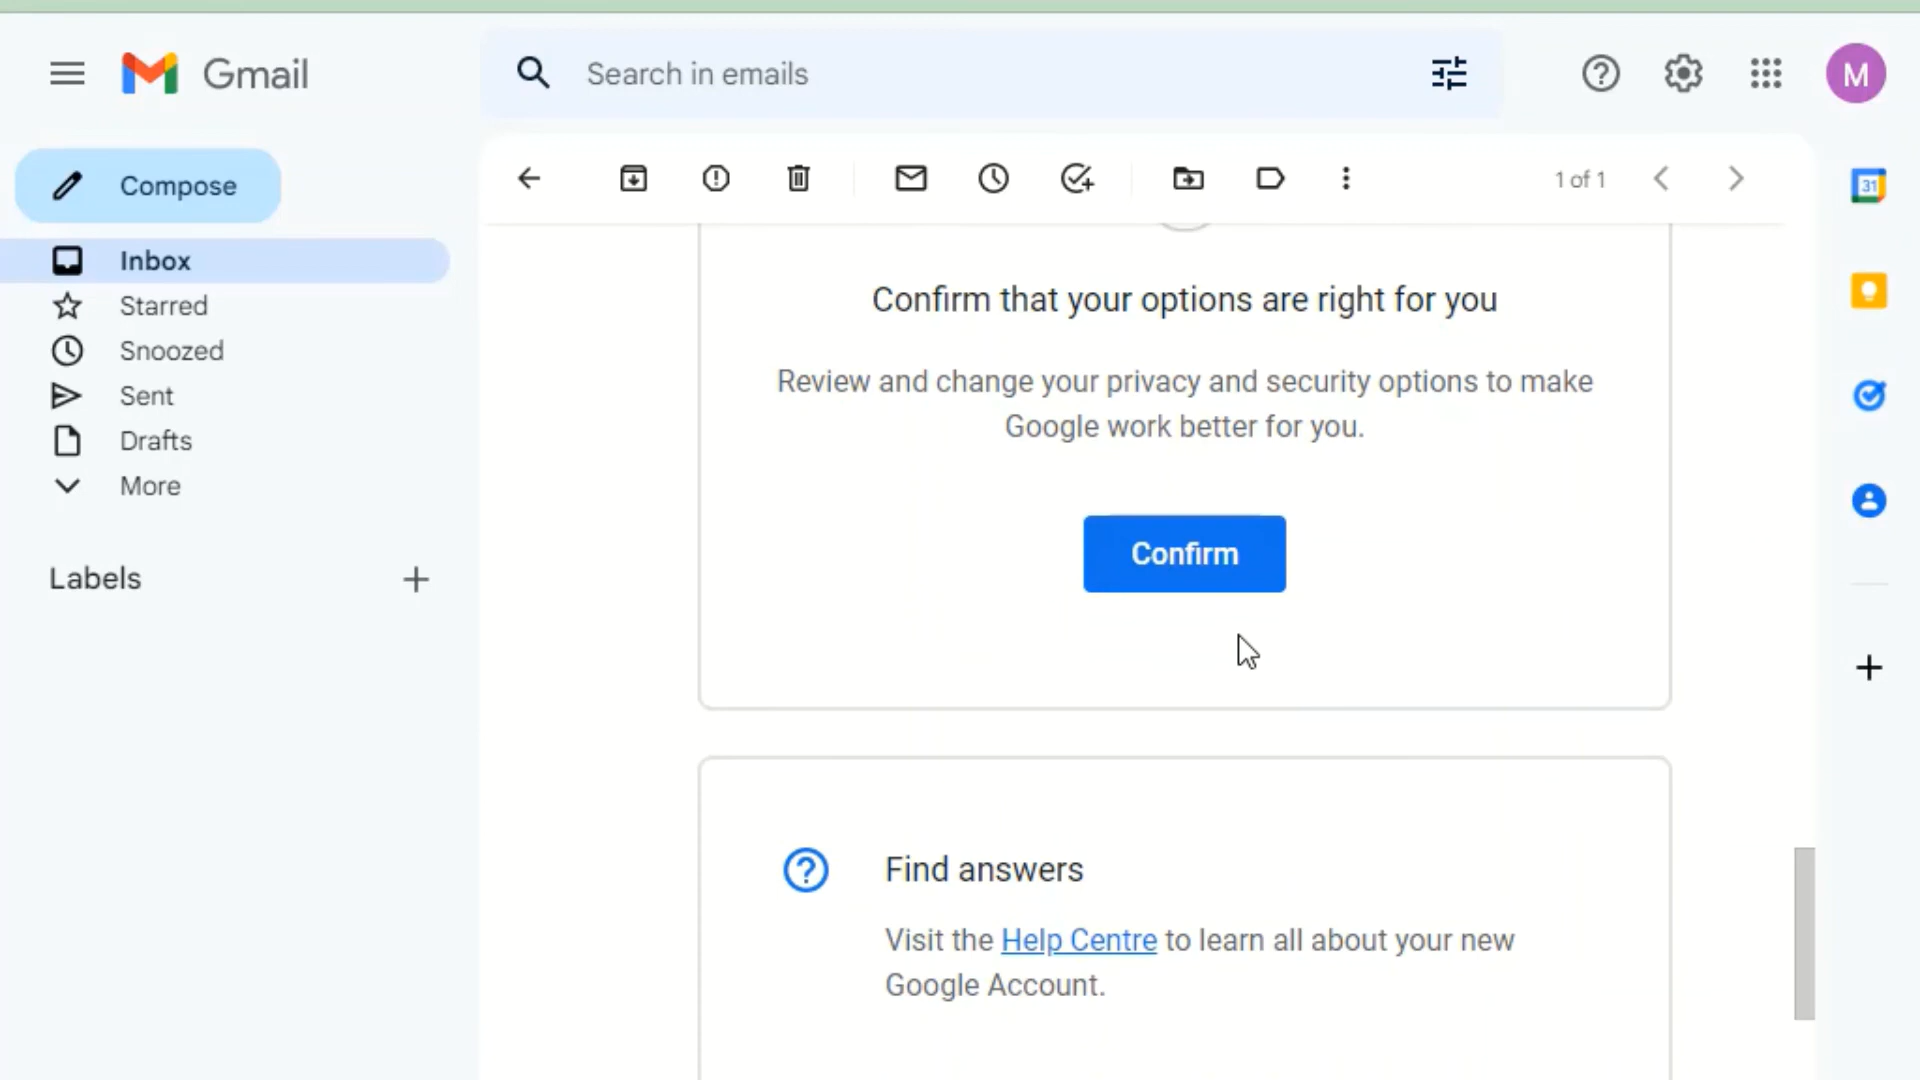 Gmail
Search in emails
M
Compose
1 of 1
31
Inbox
Starred
Snoozed
Sent
Drafts
More
Labels
Confirm that your options are right for you
Review and change your privacy and security options to make
Google work better for you.
Confirm
Find answers
Visit the Help Centre to learn all about your new
Google Account.